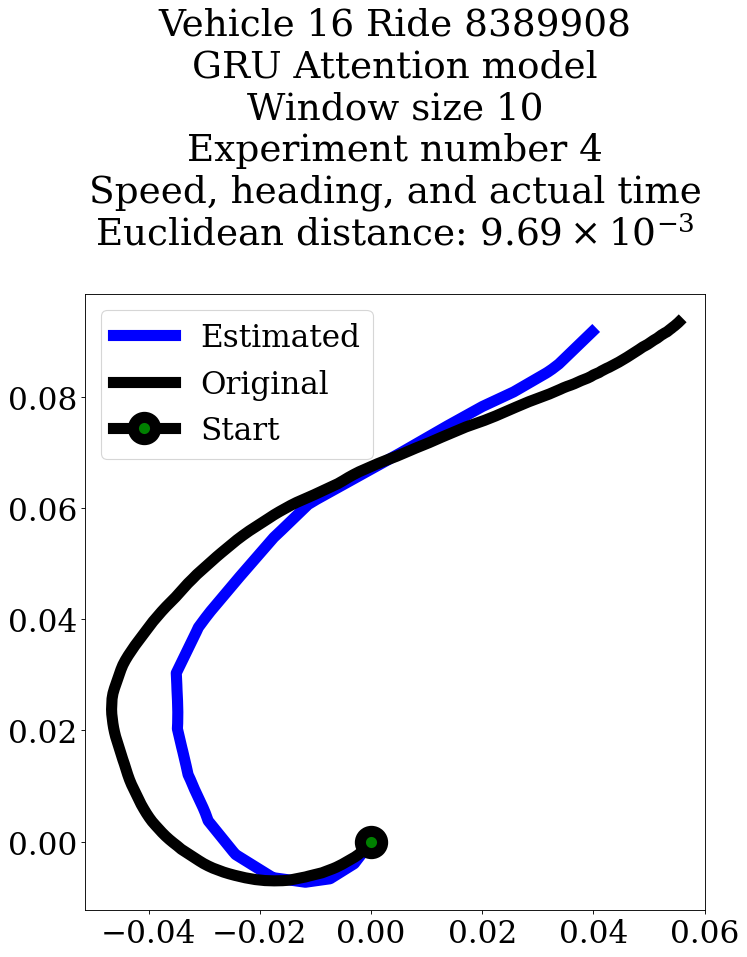 Vehicle 16 Ride 8389908
GRU Attention model
Window size 10
Experiment number 4
Speed, heading, and actual time
Euclidean distance: 9.69 × 10⁻³
Estimated
Original
Start
0.08
0.06
0.04
0.02
0.00
−0.04 −0.02 0.00 0.02 0.04 0.06